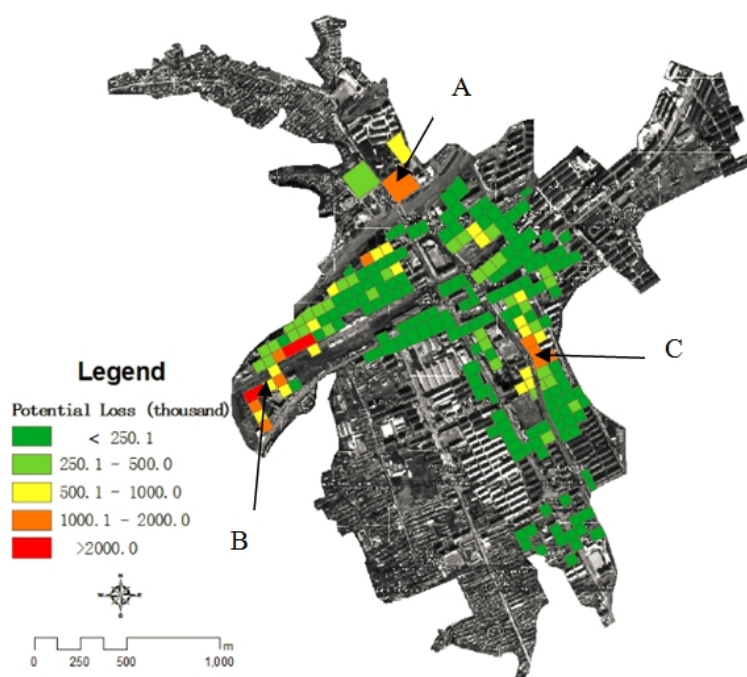 A
C
B
Legend
Potential Loss (thousand)
< 250.1
250.1 - 500.0
500.1 - 1000.0
1000.1 - 2000.0
>2000.0
N
W E
S
m
0 250 500 1,000